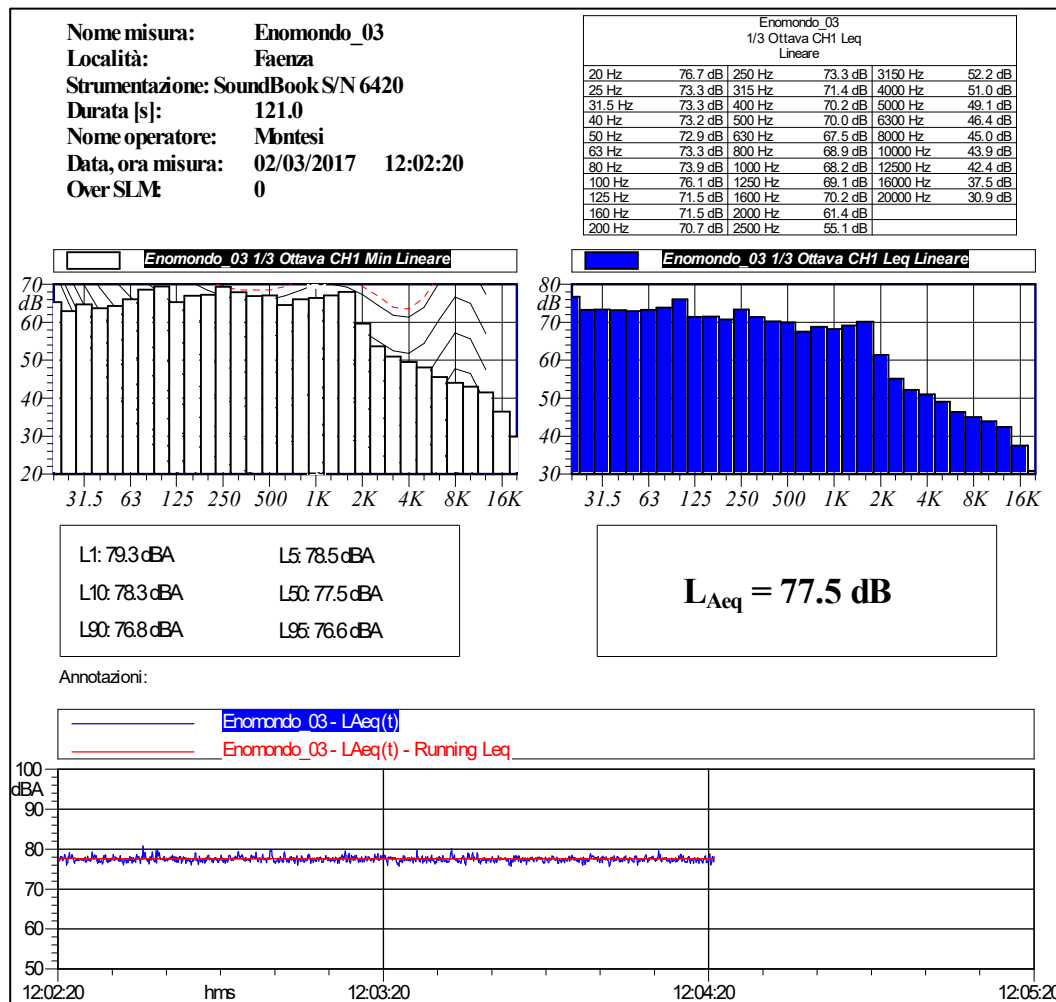 Nome misura: Enomondo_03
Località: Faenza
Strumentazione: SoundBook S/N 6420
Durata [s]: 121.0
Nome operatore: Montesi
Data, ora misura: 02/03/2017 12:02:20
Over SLM: 0
Enomondo_03
1/3 Ottava CH1 Leq
Lineare
20 Hz 76.7 dB 250 Hz 73.3 dB 3150 Hz 52.2 dB
25 Hz 73.3 dB 315 Hz 71.4 dB 4000 Hz 51.0 dB
31.5 Hz 73.3 dB 400 Hz 70.2 dB 5000 Hz 49.1 dB
40 Hz 73.2 dB 500 Hz 70.0 dB 6300 Hz 46.4 dB
50 Hz 72.9 dB 630 Hz 67.5 dB 8000 Hz 45.0 dB
63 Hz 73.3 dB 800 Hz 68.9 dB 10000 Hz 43.9 dB
80 Hz 73.9 dB 1000 Hz 68.2 dB 12500 Hz 42.4 dB
100 Hz 76.1 dB 1250 Hz 69.1 dB 16000 Hz 37.5 dB
125 Hz 71.5 dB 1600 Hz 70.2 dB 20000 Hz 30.9 dB
160 Hz 71.5 dB 2000 Hz 61.4 dB
200 Hz 70.7 dB 2500 Hz 55.1 dB
Enomondo_03 1/3 Ottava CH1 Min Lineare
70
dB
60
50
40
30
20
31.5 63 125 250 500 1K 2K 4K 8K 16K
Enomondo_03 1/3 Ottava CH1 Leq Lineare
80
dB
70
60
50
40
30
31.5 63 125 250 500 1K 2K 4K 8K 16K
L1: 79.3 dBA L5: 78.5 dBA
L10: 78.3 dBA L50: 77.5 dBA
L90: 76.8 dBA L95: 76.6 dBA
LAeq = 77.5 dB
Annotazioni:
Enomondo_03 - LAeq(t)
Enomondo_03 - LAeq(t) - Running Leq
100
dBA
90
80
70
60
50
12:02:20 hms 12:03:20 12:04:20 12:05:20